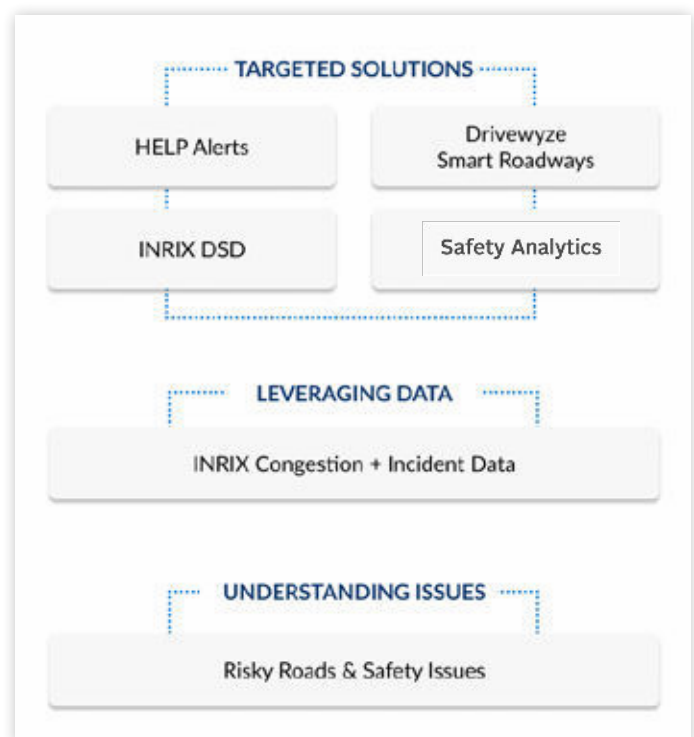 TARGETED SOLUTIONS
HELP Alerts
Drivewyze
Smart Roadways
INRIX DSD
Safety Analytics
LEVERAGING DATA
INRIX Congestion + Incident Data
UNDERSTANDING ISSUES
Risky Roads & Safety Issues